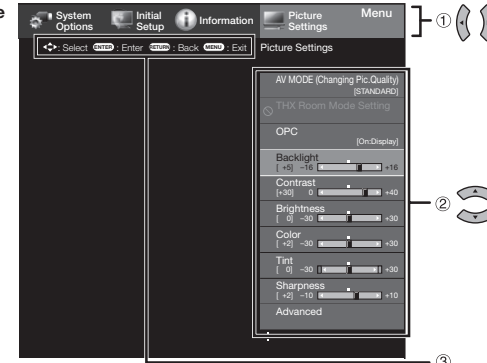 e
System Options
Initial Setup
Information
Picture Settings
Menu
①
: Select ENTER : Enter RETURN : Back MENU : Exit
Picture Settings
AV MODE (Changing Pic.Quality)
[STANDARD]
THX Room Mode Setting
OPC
[On:Display]
Backlight
[ +5] −16 +16
Contrast
[+30] 0 +40
②
Brightness
[ 0] −30 +30
Color
[ +2] −30 +30
Tint
[ 0] −30 +30
Sharpness
[ +2] −10 +10
Advanced
③